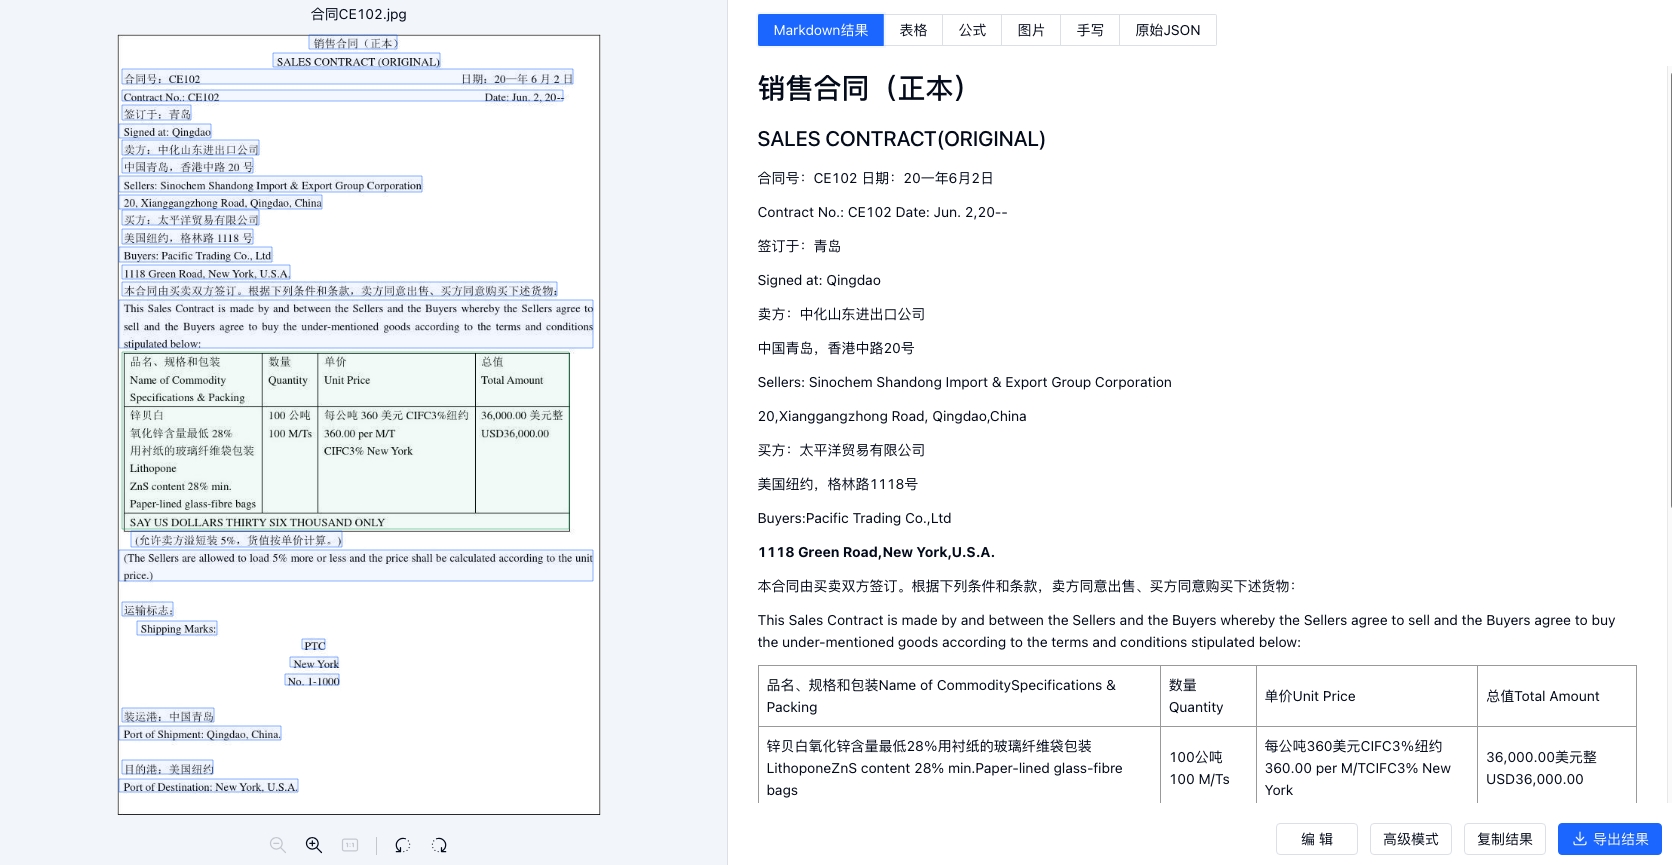 合同CE102.jpg
销售合同（正本）
SALES CONTRACT (ORIGINAL)
合同号：CE102 日期：20一年 6 月 2 日
Contract No.: CE102 Date: Jun. 2, 20--
签订于：青岛
Signed at: Qingdao
卖方：中化山东进出口公司
中国青岛，香港中路 20 号
Sellers: Sinochem Shandong Import & Export Group Corporation
20, Xianggangzhong Road, Qingdao, China
买方：太平洋贸易有限公司
美国纽约，格林路 1118 号
Buyers: Pacific Trading Co., Ltd
1118 Green Road, New York, U.S.A.
本合同由买卖双方签订。根据下列条件和条款，卖方同意出售、买方同意购买下述货物：
This Sales Contract is made by and between the Sellers and the Buyers whereby the Sellers agree to
sell and the Buyers agree to buy the under-mentioned goods according to the terms and conditions
stipulated below:
品名、规格和包装 数量 单价 总值
Name of Commodity Quantity Unit Price Total Amount
Specifications & Packing
锌贝白 100 公吨 每公吨 360 美元 CIFC3%纽约 36,000.00 美元整
氧化锌含量最低 28% 100 M/Ts 360.00 per M/T USD36,000.00
用衬纸的玻璃纤维袋包装 CIFC3% New York
Lithopone
ZnS content 28% min.
Paper-lined glass-fibre bags
SAY US DOLLARS THIRTY SIX THOUSAND ONLY
(允许卖方溢短装 5%，货值按单价计算。)
(The Sellers are allowed to load 5% more or less and the price shall be calculated according to the unit
price.)
运输标志：
Shipping Marks:
PTC
New York
No. 1-1000
装运港：中国青岛
Port of Shipment: Qingdao, China.
目的港：美国纽约
Port of Destination: New York, U.S.A.
1:1
Markdown结果 表格 公式 图片 手写 原始JSON
销售合同（正本）
SALES CONTRACT(ORIGINAL)
合同号：CE102 日期：20一年6月2日
Contract No.: CE102 Date: Jun. 2,20--
签订于：青岛
Signed at: Qingdao
卖方：中化山东进出口公司
中国青岛，香港中路20号
Sellers: Sinochem Shandong Import & Export Group Corporation
20,Xianggangzhong Road, Qingdao,China
买方：太平洋贸易有限公司
美国纽约，格林路1118号
Buyers:Pacific Trading Co.,Ltd
1118 Green Road,New York,U.S.A.
本合同由买卖双方签订。根据下列条件和条款，卖方同意出售、买方同意购买下述货物：
This Sales Contract is made by and between the Sellers and the Buyers whereby the Sellers agree to sell and the Buyers agree to buy
the under-mentioned goods according to the terms and conditions stipulated below:
品名、规格和包装Name of CommoditySpecifications & 数量 单价Unit Price 总值Total Amount
Packing Quantity
锌贝白氧化锌含量最低28%用衬纸的玻璃纤维袋包装 100公吨 每公吨360美元CIFC3%纽约 36,000.00美元整
LithoponeZnS content 28% min.Paper-lined glass-fibre 100 M/Ts 360.00 per M/TCIFC3% New USD36,000.00
bags York
编 辑 高级模式 复制结果 导出结果